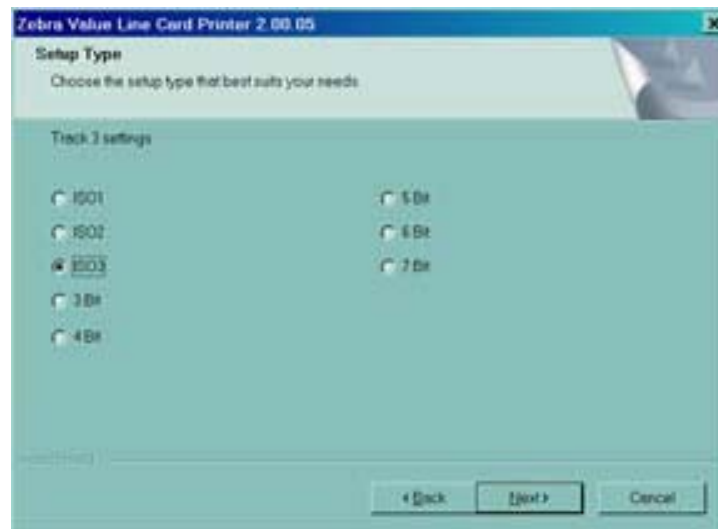 Zebra Value Line Card Printer 2.00.05
Setup Type
Choose the setup type that best suits your needs
Track 3 settings
ISO1
ISO2
ISO3
3 Bit
4 Bit
5 Bit
6 Bit
7 Bit
< Back
Next >
Cancel